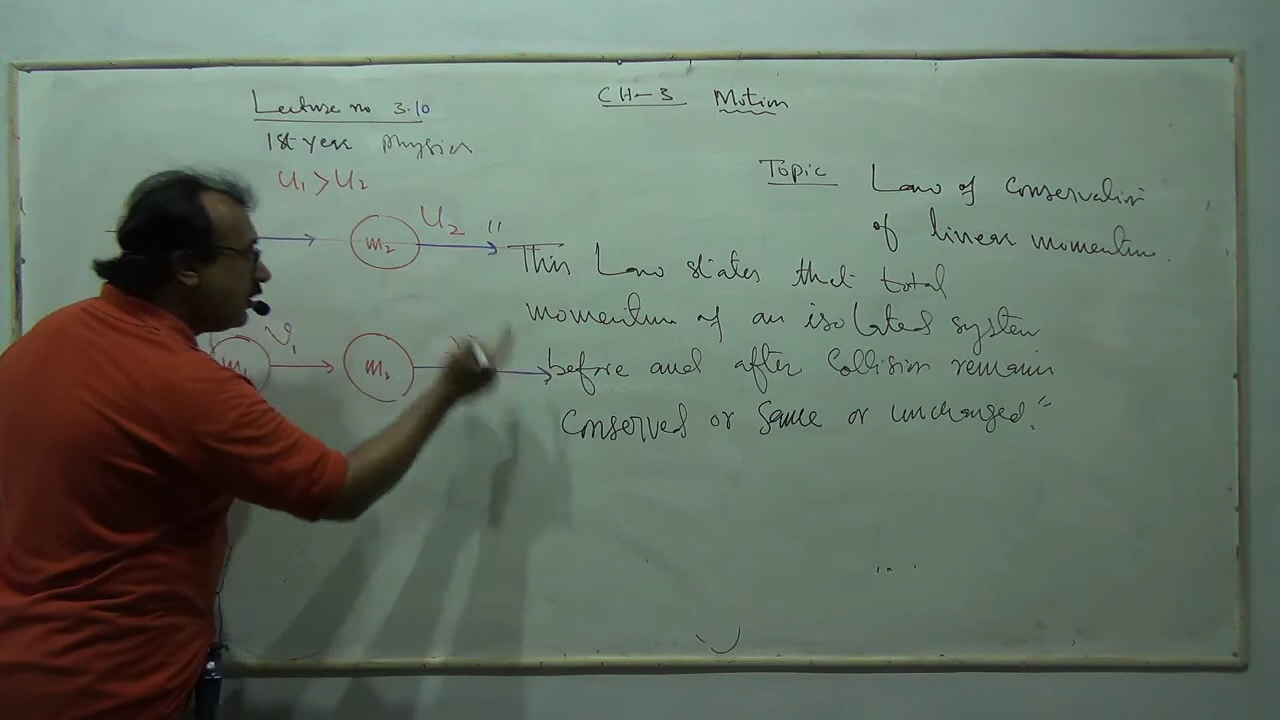 CH-3 Motion
Lecture no 3.10
1st year physics
U₁ > U₂
Topic Law of Conservation
of linear momentum.
m₂ U₂
"This Law states that total
momentum of an isolated system
before and after Collision remain
Conserved or Same or unchanged."
m₁ v₁ m₂